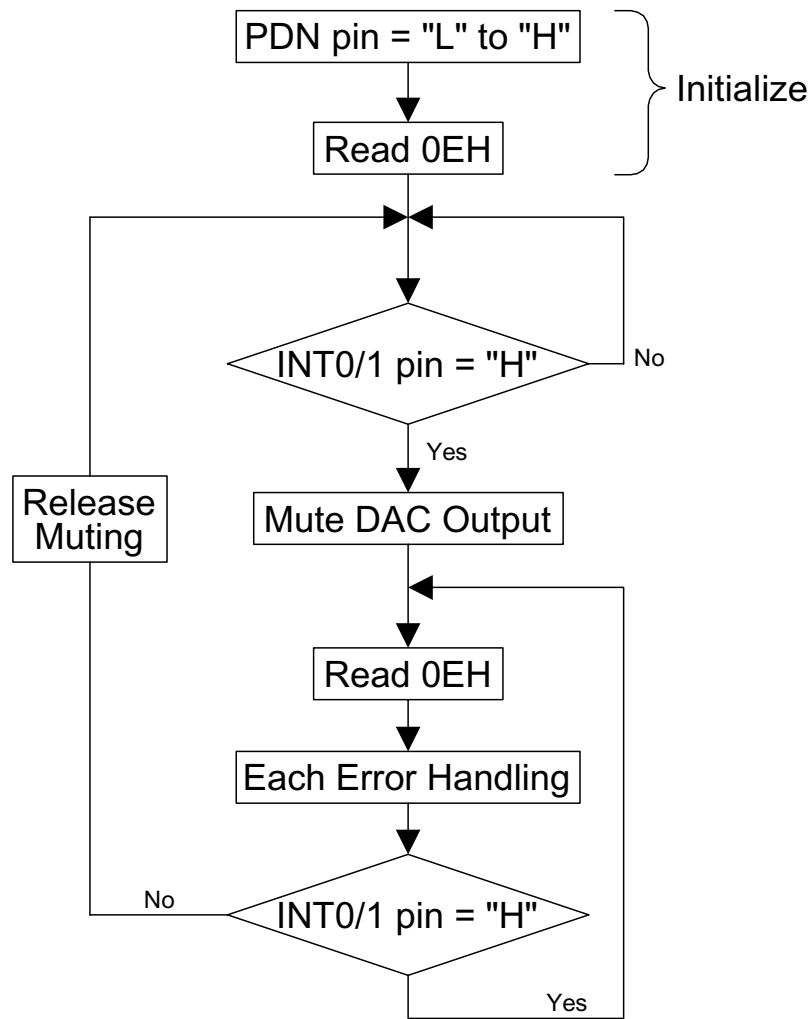 PDN pin = "L" to "H"
Initialize
Read 0EH
INT0/1 pin = "H"
No
Yes
Release
Muting
Mute DAC Output
Read 0EH
Each Error Handling
No
INT0/1 pin = "H"
Yes